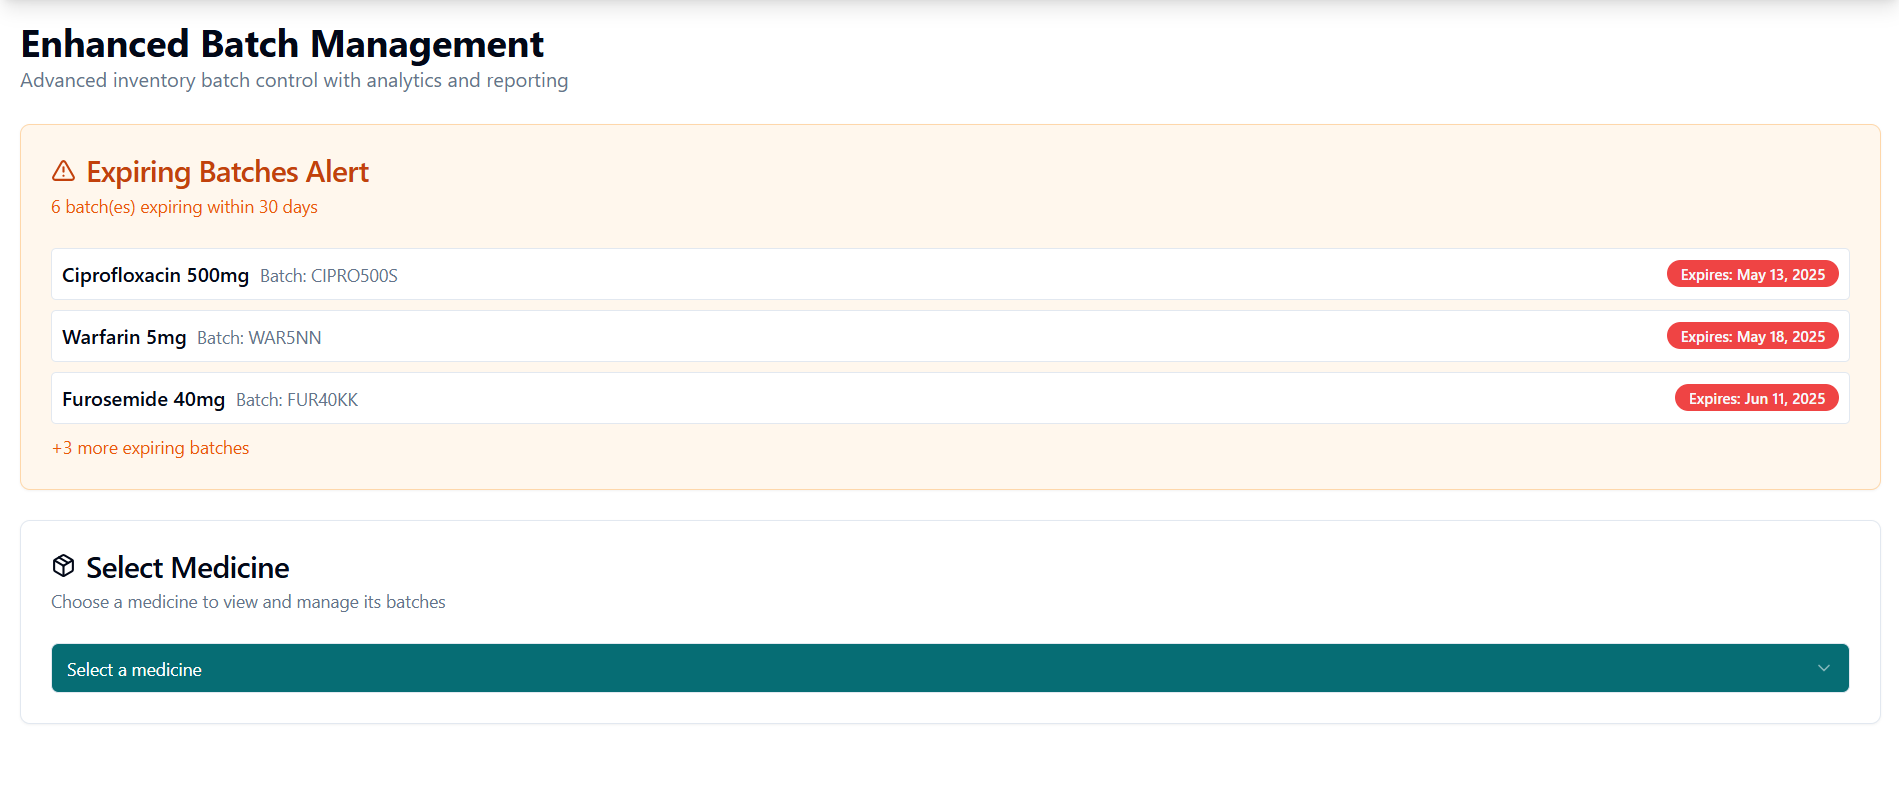 Enhanced Batch Management
Advanced inventory batch control with analytics and reporting
Expiring Batches Alert
6 batch(es) expiring within 30 days
Ciprofloxacin 500mg Batch: CIPRO500S Expires: May 13, 2025
Warfarin 5mg Batch: WAR5NN Expires: May 18, 2025
Furosemide 40mg Batch: FUR40KK Expires: Jun 11, 2025
+3 more expiring batches
Select Medicine
Choose a medicine to view and manage its batches
Select a medicine